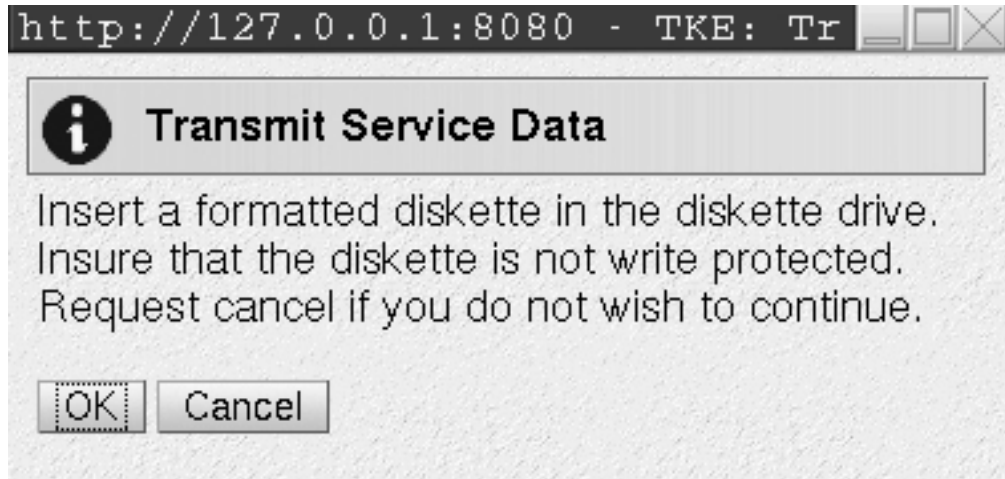 http://127.0.0.1:8080 - TKE: Tr
Transmit Service Data
Insert a formatted diskette in the diskette drive.
Insure that the diskette is not write protected.
Request cancel if you do not wish to continue.
OK Cancel